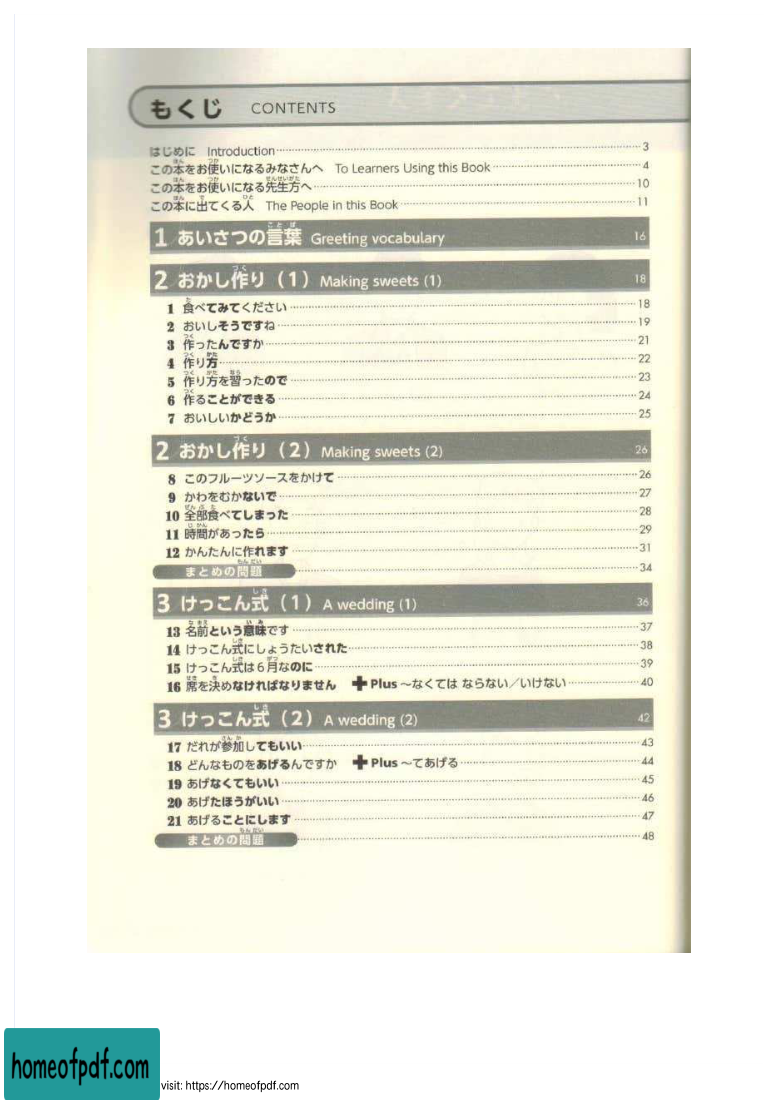 もくじ CONTENTS
はじめに Introduction 3
この本をお使いになるみなさんへ To Learners Using this Book 4
この本をお使いになる先生方へ 10
この本に出てくる人 The People in this Book 11
1 あいさつの言葉 Greeting vocabulary 16
2 おかし作り（1） Making sweets (1) 18
1 食べてみてください 18
2 おいしそうですね 19
3 作ったんですか 21
4 作り方 22
5 作り方を習ったので 23
6 作ることができる 24
7 おいしいかどうか 25
2 おかし作り（2） Making sweets (2) 26
8 このフルーツソースをかけて 26
9 かわをむかないで 27
10 全部食べてしまった 28
11 時間があったら 29
12 かんたんに作れます 31
まとめの問題 34
3 けっこん式（1） A wedding (1) 36
13 名前という意味です 37
14 けっこん式にしょうたいされた 38
15 けっこん式は6月なのに 39
16 席を決めなければなりません ✚Plus ～なくては ならない／いけない 40
3 けっこん式（2） A wedding (2) 42
17 だれが参加してもいい 43
18 どんなものをあげるんですか ✚Plus ～てあげる 44
19 あげなくてもいい 45
20 あげたほうがいい 46
21 あげることにします 47
まとめの問題 48
homeofpdf.com
visit: https://homeofpdf.com